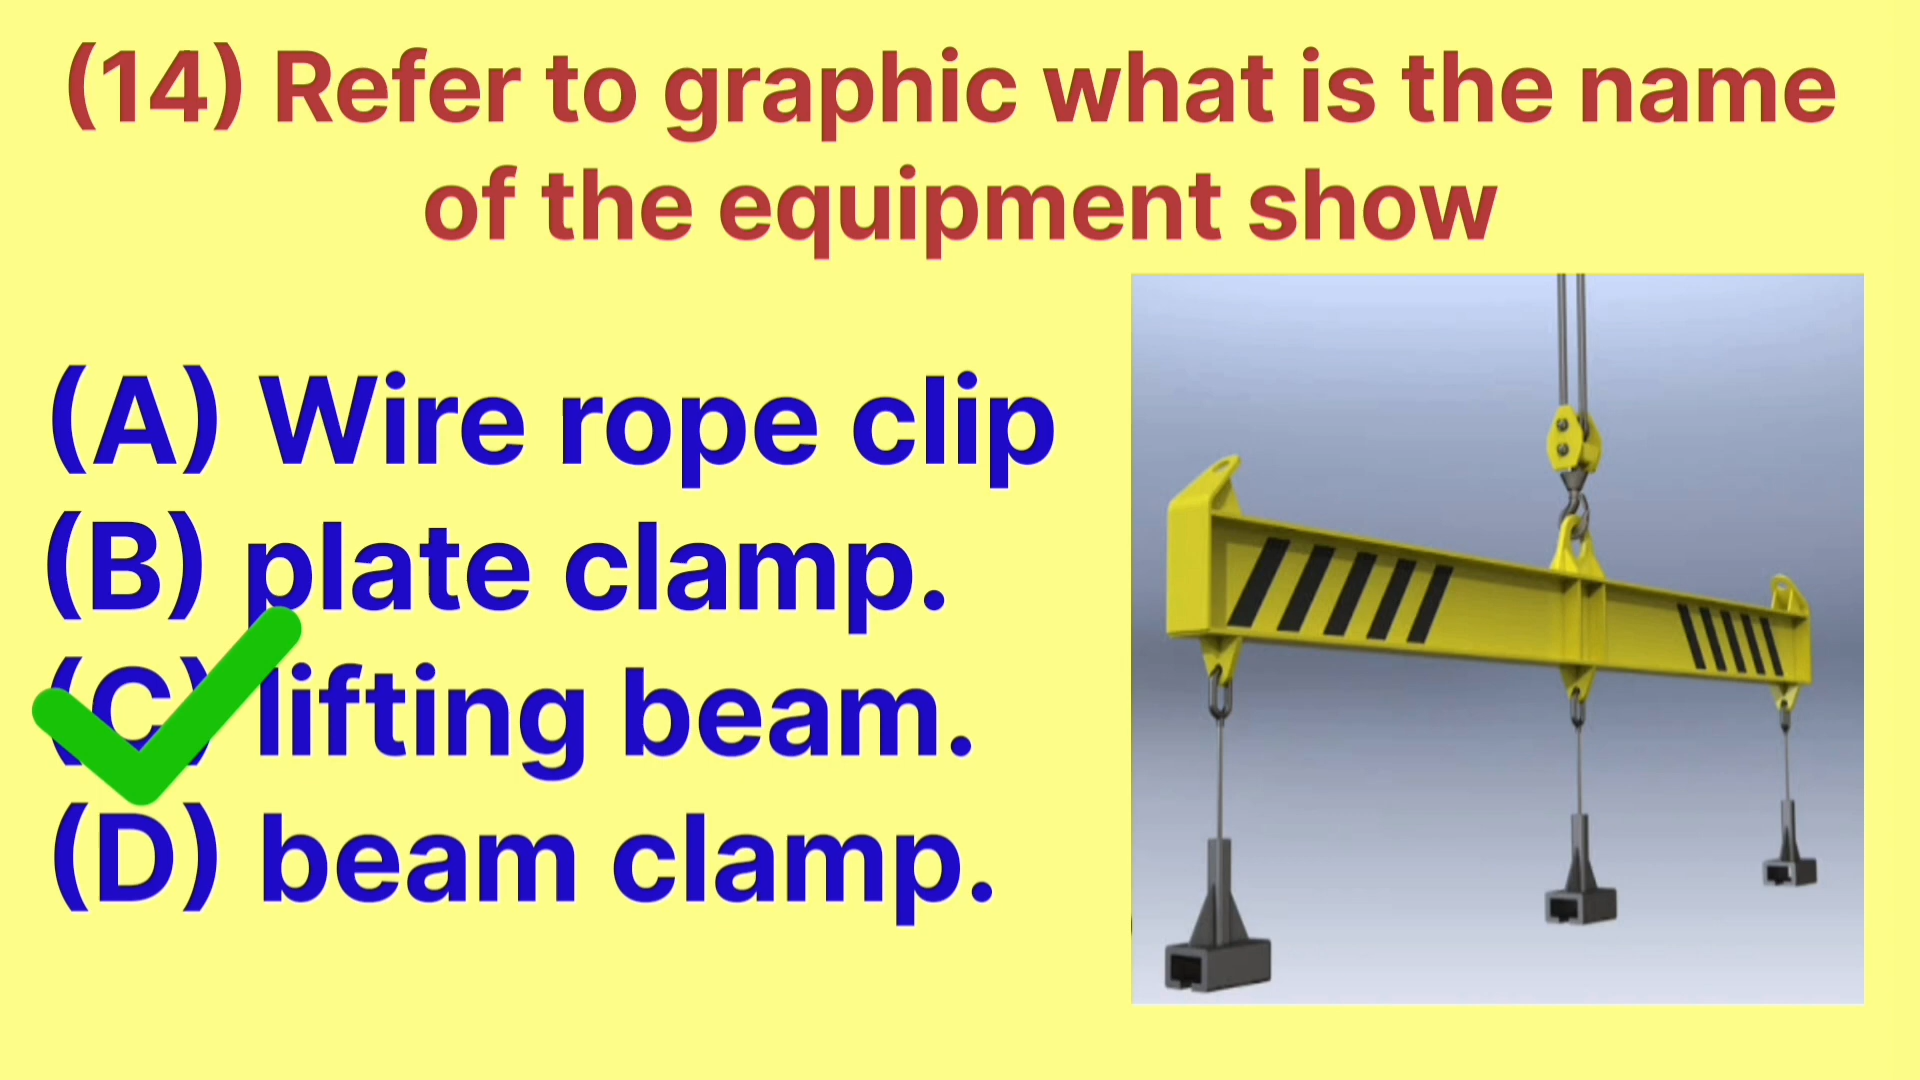 (14) Refer to graphic what is the name
of the equipment show
(A) Wire rope clip
(B) plate clamp.
(C) lifting beam.
(D) beam clamp.